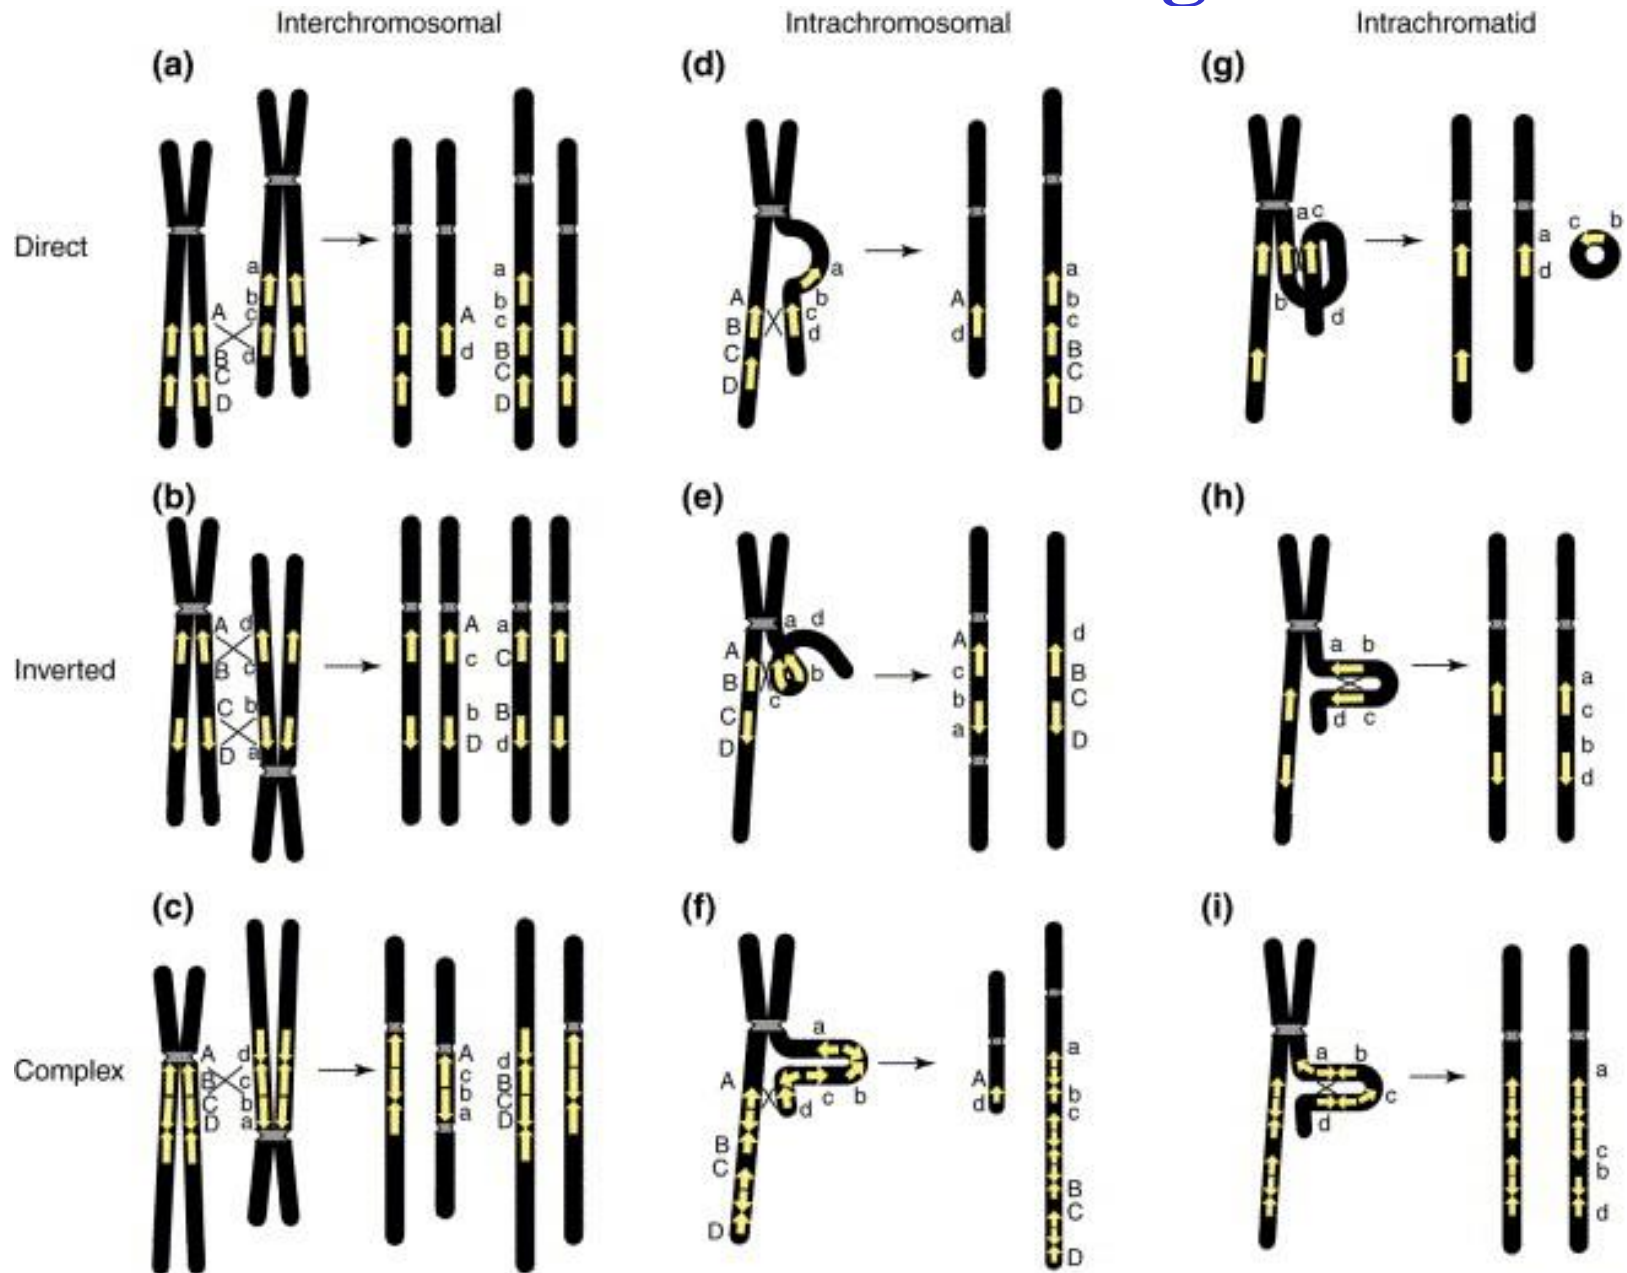 Interchromosomal
Intrachromosomal
Intrachromatid
(a)
(d)
(g)
Direct
A
B
C
D
a
b
c
d
A
d
a
b
c
B
C
D
A
B
C
D
a
b
c
d
A
d
a
b
c
B
C
D
a c
b
d
a
d
c
b
(b)
(e)
(h)
Inverted
A d
B c
C b
D a
A a
c C
b B
D d
A
B
C
D
a d
b
c
A
c
b
a
d
B
C
D
a b
d c
a
c
b
d
(c)
(f)
(i)
Complex
A d
B c
C b
D a
A
c
b
a
d
B
C
D
A
B
C
D
a
d c b
A
d
a
b
c
B
C
D
a b
c
d
a
c
b
d